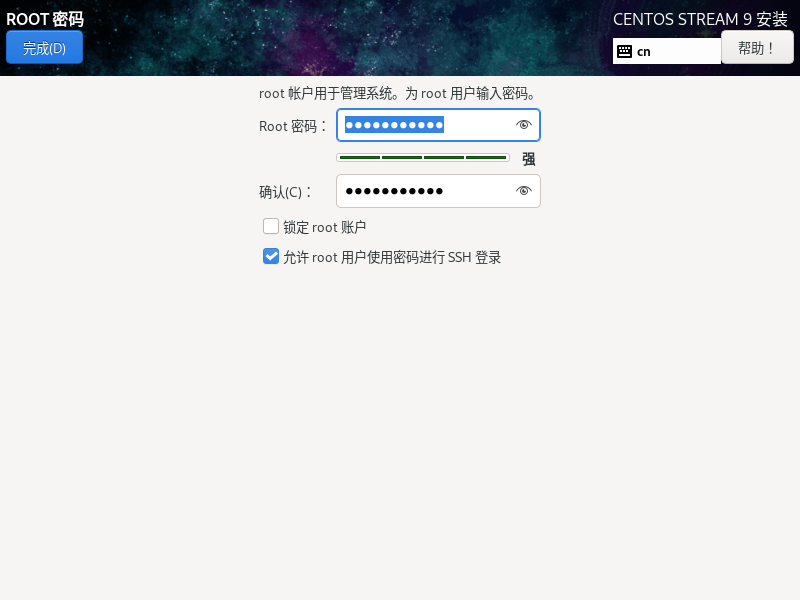 ROOT 密码
CENTOS STREAM 9 安装
完成(D)
cn
帮助！
root 帐户用于管理系统。为 root 用户输入密码。
Root 密码：
●●●●●●●●●●●
强
确认(C)：
●●●●●●●●●●●
锁定 root 账户
允许 root 用户使用密码进行 SSH 登录